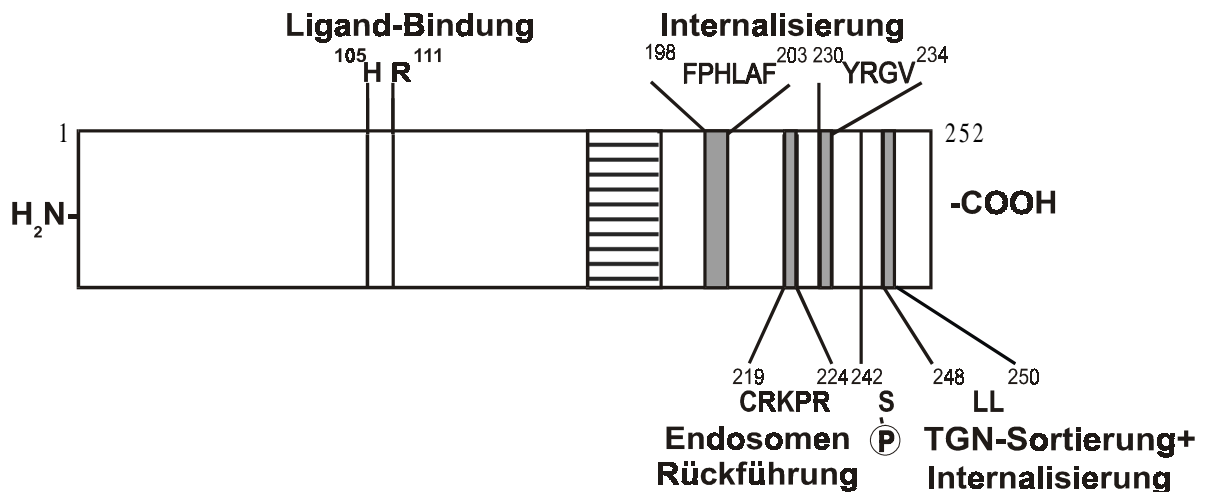 Ligand-Bindung
Internalisierung
105 H R 111
198 FPHLAF 203 230 YRGV 234
1
252
H2N-
-COOH
219 224 242 248 250
CRKPR S LL
Endosomen P TGN-Sortierung+
Rückführung Internalisierung